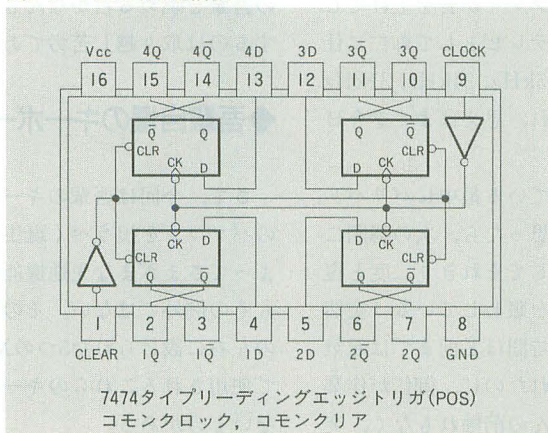 Vcc 4Q 4Q 4D 3D 3Q 3Q CLOCK
16 15 14 13 12 11 10 9
Q̅ Q Q Q̅
CLR CK D D CK CLR
CK D D CK
CLR Q Q̅ Q̅ Q CLR
1 2 3 4 5 6 7 8
CLEAR 1Q 1Q̅ 1D 2D 2Q 2Q GND
7474タイプリーディングエッジトリガ(POS)
コモンクロック，コモンクリア